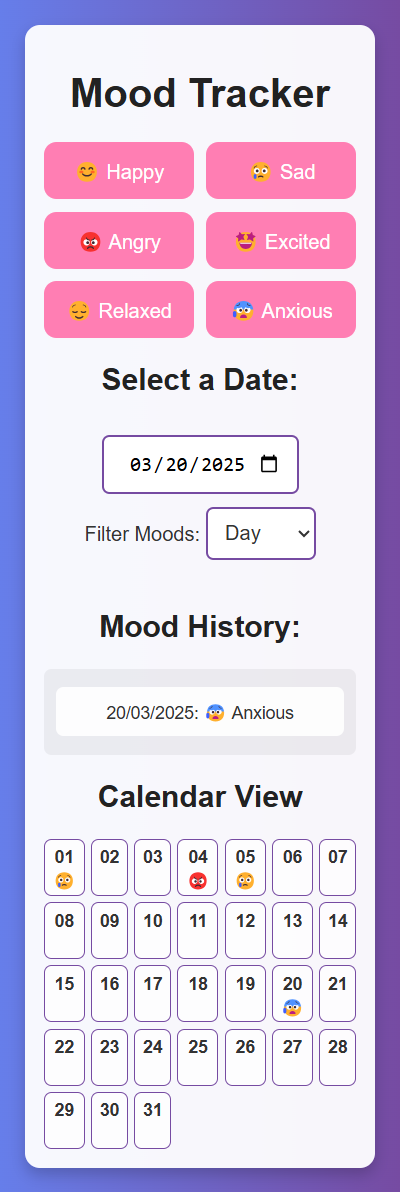 Mood Tracker
😊 Happy 😢 Sad
😡 Angry 🤩 Excited
😌 Relaxed 😰 Anxious
Select a Date:
03/20/2025
Filter Moods: Day
Mood History:
20/03/2025: 😰 Anxious
Calendar View
01 02 03 04 05 06 07
😢 😡 😢
08 09 10 11 12 13 14
15 16 17 18 19 20 21
😰
22 23 24 25 26 27 28
29 30 31